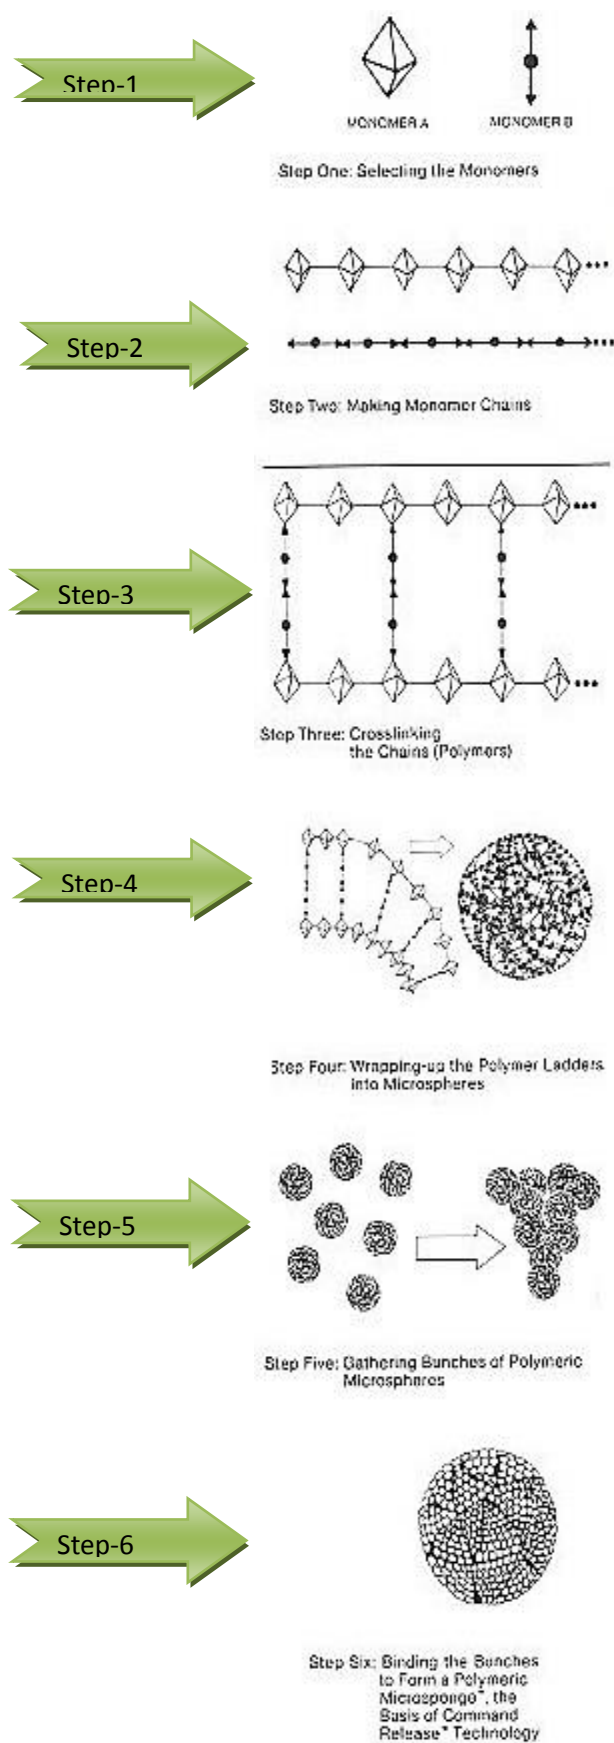 Step-1
MONOMER A
MONOMER B
Step One: Selecting the Monomers
Step-2
Step Two: Making Monomer Chains
Step-3
Step Three: Crosslinking
the Chains (Polymers)
Step-4
Step Four: Wrapping-up the Polymer Ladders
into Microspheres
Step-5
Step Five: Gathering Bunches of Polymeric
Microspheres
Step-6
Step Six: Binding the Bunches
to Form a Polymeric
Microsponge™, the
Basis of Command
Release™ Technology